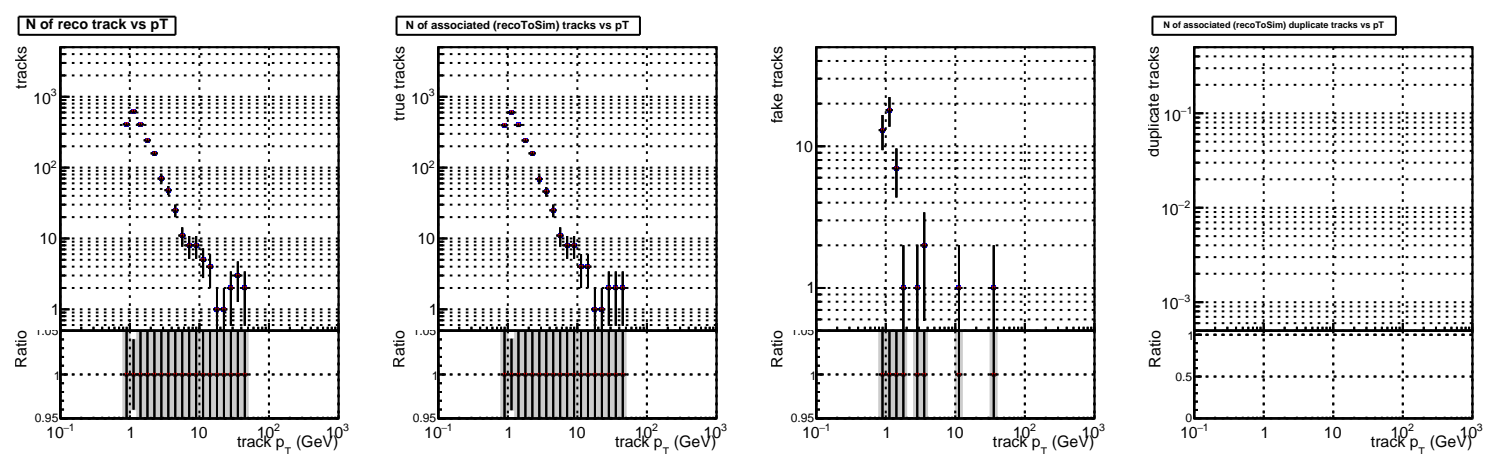 N of reco track vs pT
tracks
10³
10²
10
1
1.05
Ratio
1
0.95
10⁻¹ 1 10 10² 10³
track p_T (GeV)
N of associated (recoToSim) tracks vs pT
true tracks
10³
10²
10
1
1.05
Ratio
1
0.95
10⁻¹ 1 10 10² 10³
track p_T (GeV)
fake tracks
10
1
1.05
Ratio
1
0.95
10⁻¹ 1 10 10² 10³
track p_T (GeV)
N of associated (recoToSim) duplicate tracks vs pT
duplicate tracks
10⁻¹
10⁻²
10⁻³
Ratio
1
0.5
0
10⁻¹ 1 10 10² 10³
track p_T (GeV)